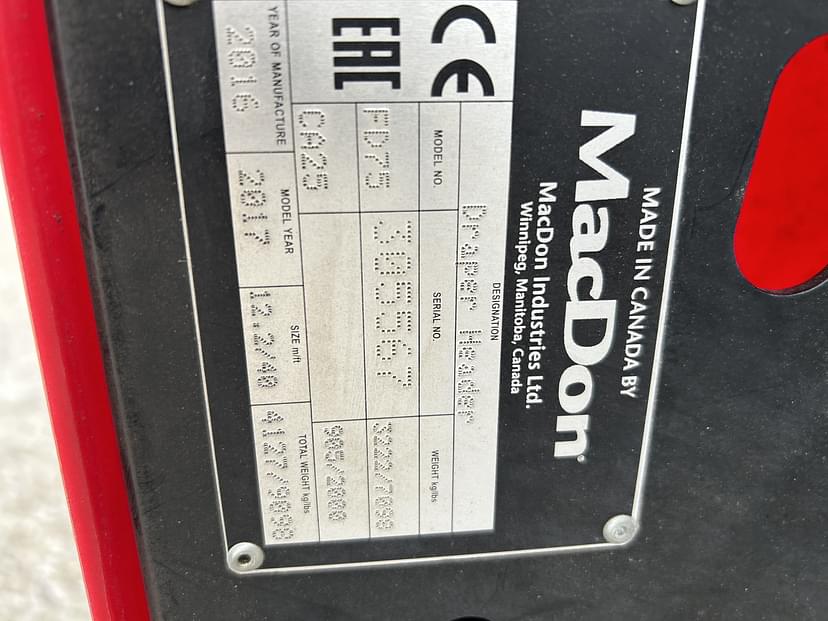 MADE IN CANADA BY
MacDon
MacDon Industries Ltd.
Winnipeg, Manitoba, Canada
CE
DESIGNATION
Draper Header
MODEL NO. SERIAL NO. WEIGHT kg/lbs
EAC
FD75 305567
CA25
YEAR OF MANUFACTURE MODEL YEAR SIZE m/ft TOTAL WEIGHT kg/lbs
2016 2017 12.2/40 4127/9098